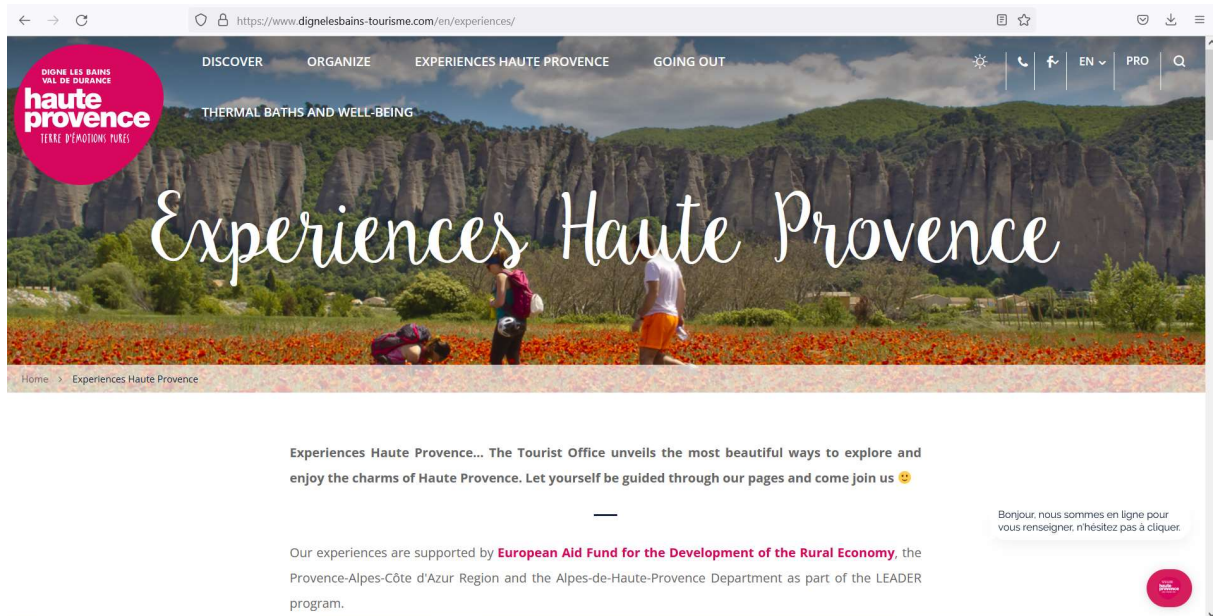 https://www.dignelesbains-tourisme.com/en/experiences/
DIGNE LES BAINS
VAL DE DURANCE
haute
provence
TERRE D'ÉMOTIONS PURES
DISCOVER
ORGANIZE
EXPERIENCES HAUTE PROVENCE
GOING OUT
EN
PRO
THERMAL BATHS AND WELL-BEING
Experiences Haute Provence
Home > Experiences Haute Provence
Experiences Haute Provence... The Tourist Office unveils the most beautiful ways to explore and
enjoy the charms of Haute Provence. Let yourself be guided through our pages and come join us 🙂
Our experiences are supported by European Aid Fund for the Development of the Rural Economy, the
Provence-Alpes-Côte d'Azur Region and the Alpes-de-Haute-Provence Department as part of the LEADER
program.
Bonjour, nous sommes en ligne pour
vous renseigner, n'hésitez pas à cliquer.
haute
provence